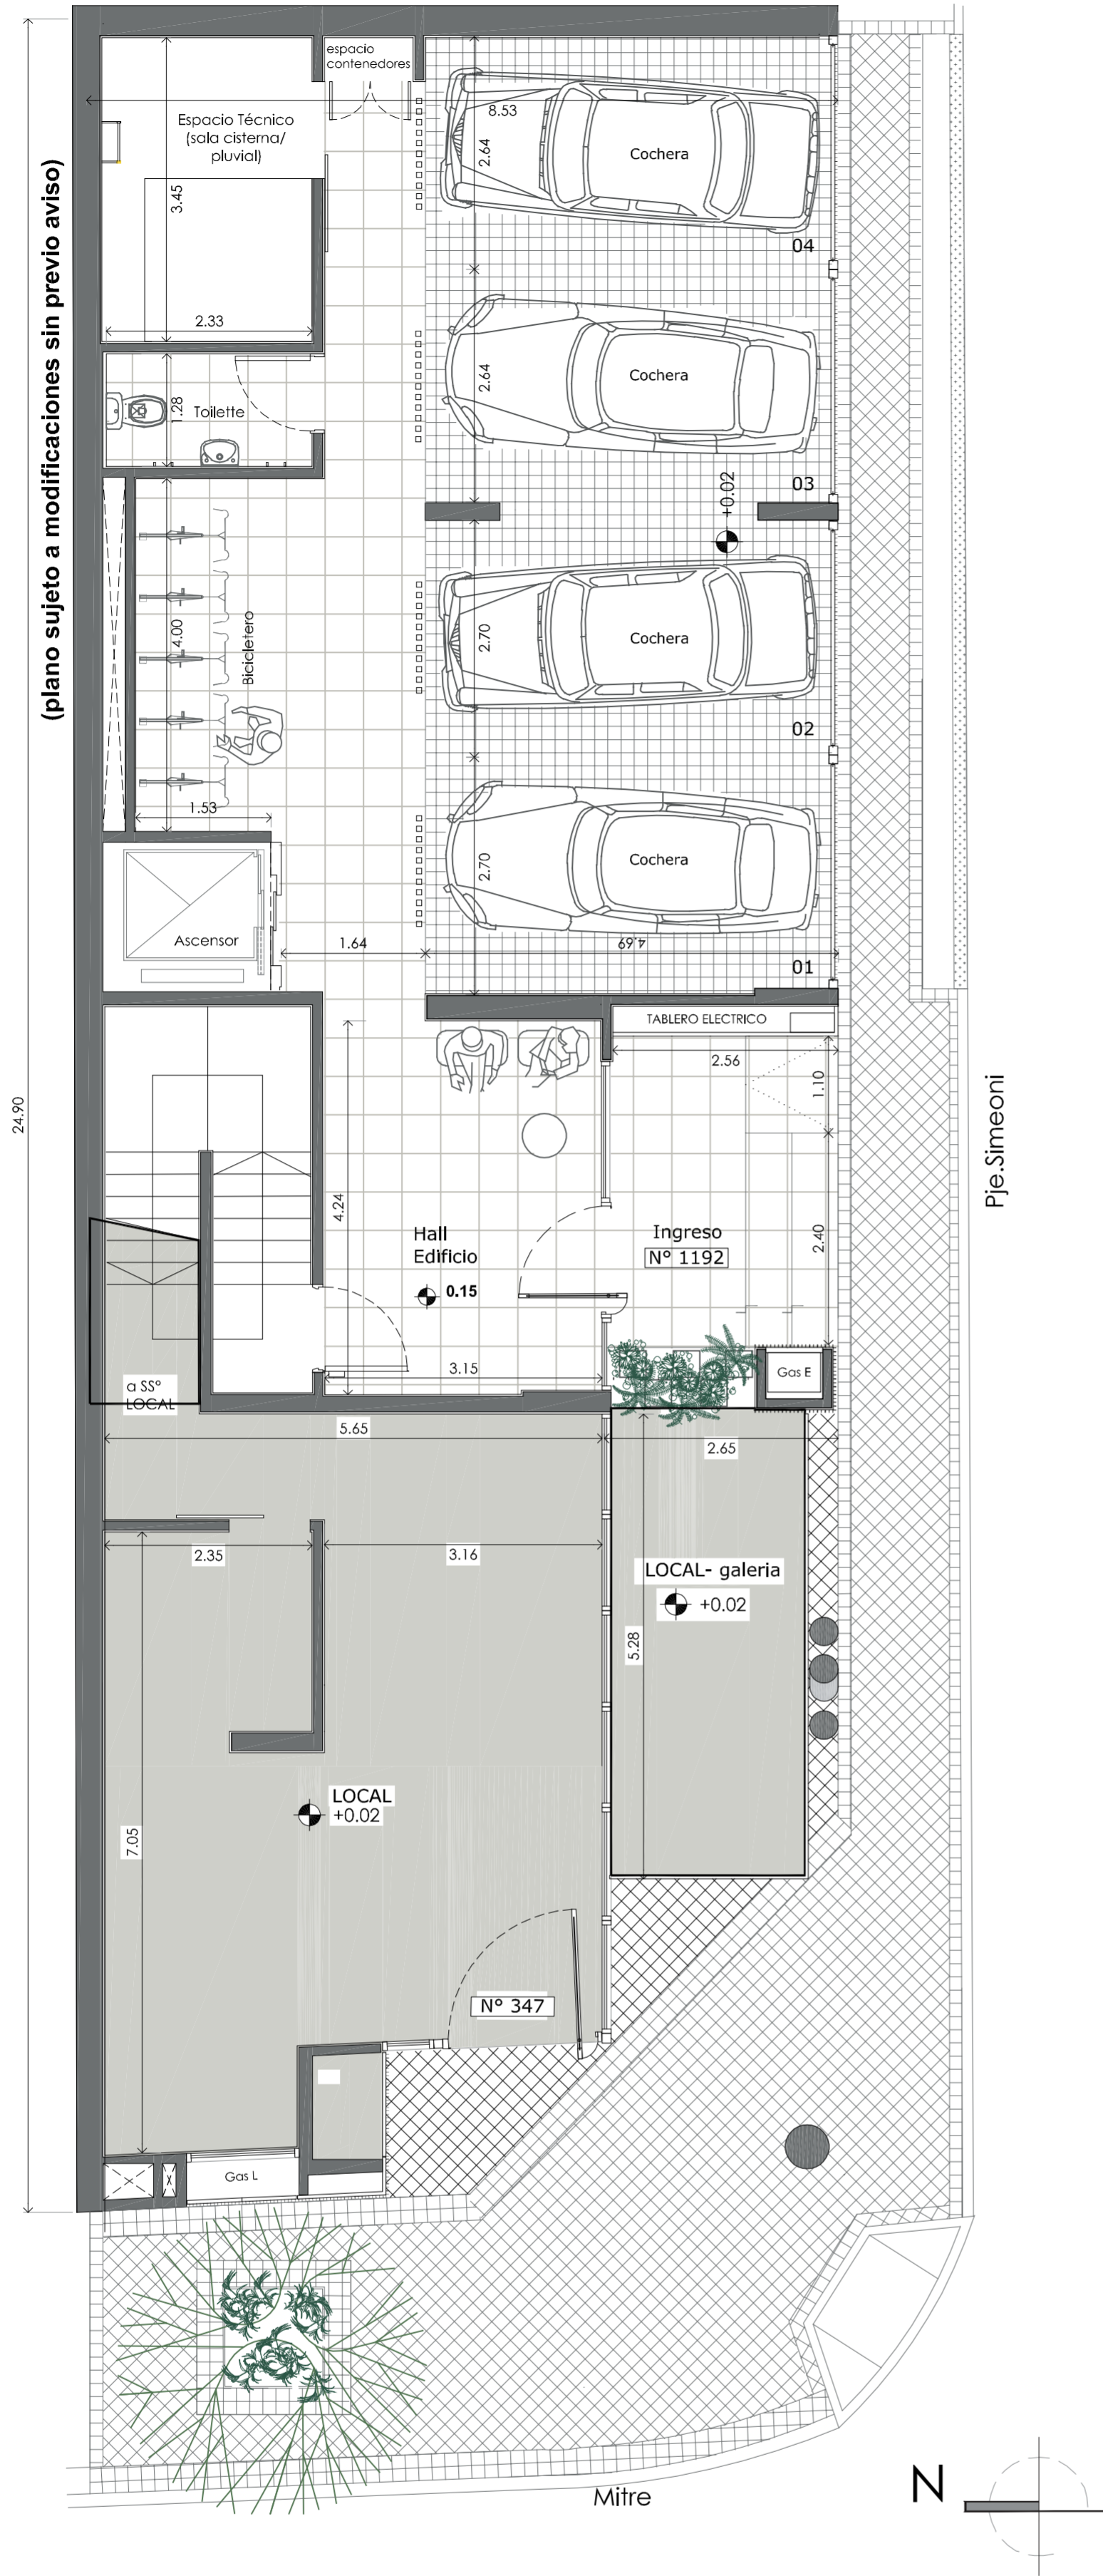 espacio
contenedores
8.53
Espacio Técnico
(sala cisterna/
pluvial)
2.64
Cochera
3.45
04
(plano sujeto a modificaciones sin previo aviso)
2.33
2.64
Cochera
1.28
Toilette
03
+0.02
4.00
Bicicletero
2.70
Cochera
02
1.53
2.70
Cochera
Ascensor
1.64
4.69
01
TABLERO ELECTRICO
2.56
1.10
24.90
Pje.Simeoni
4.24
Hall
Edificio
0.15
Ingreso
N° 1192
2.40
3.15
Gas E
a SS°
LOCAL
5.65
2.65
2.35
3.16
LOCAL- galeria
+0.02
5.28
LOCAL
+0.02
7.05
N° 347
Gas L
N
Mitre